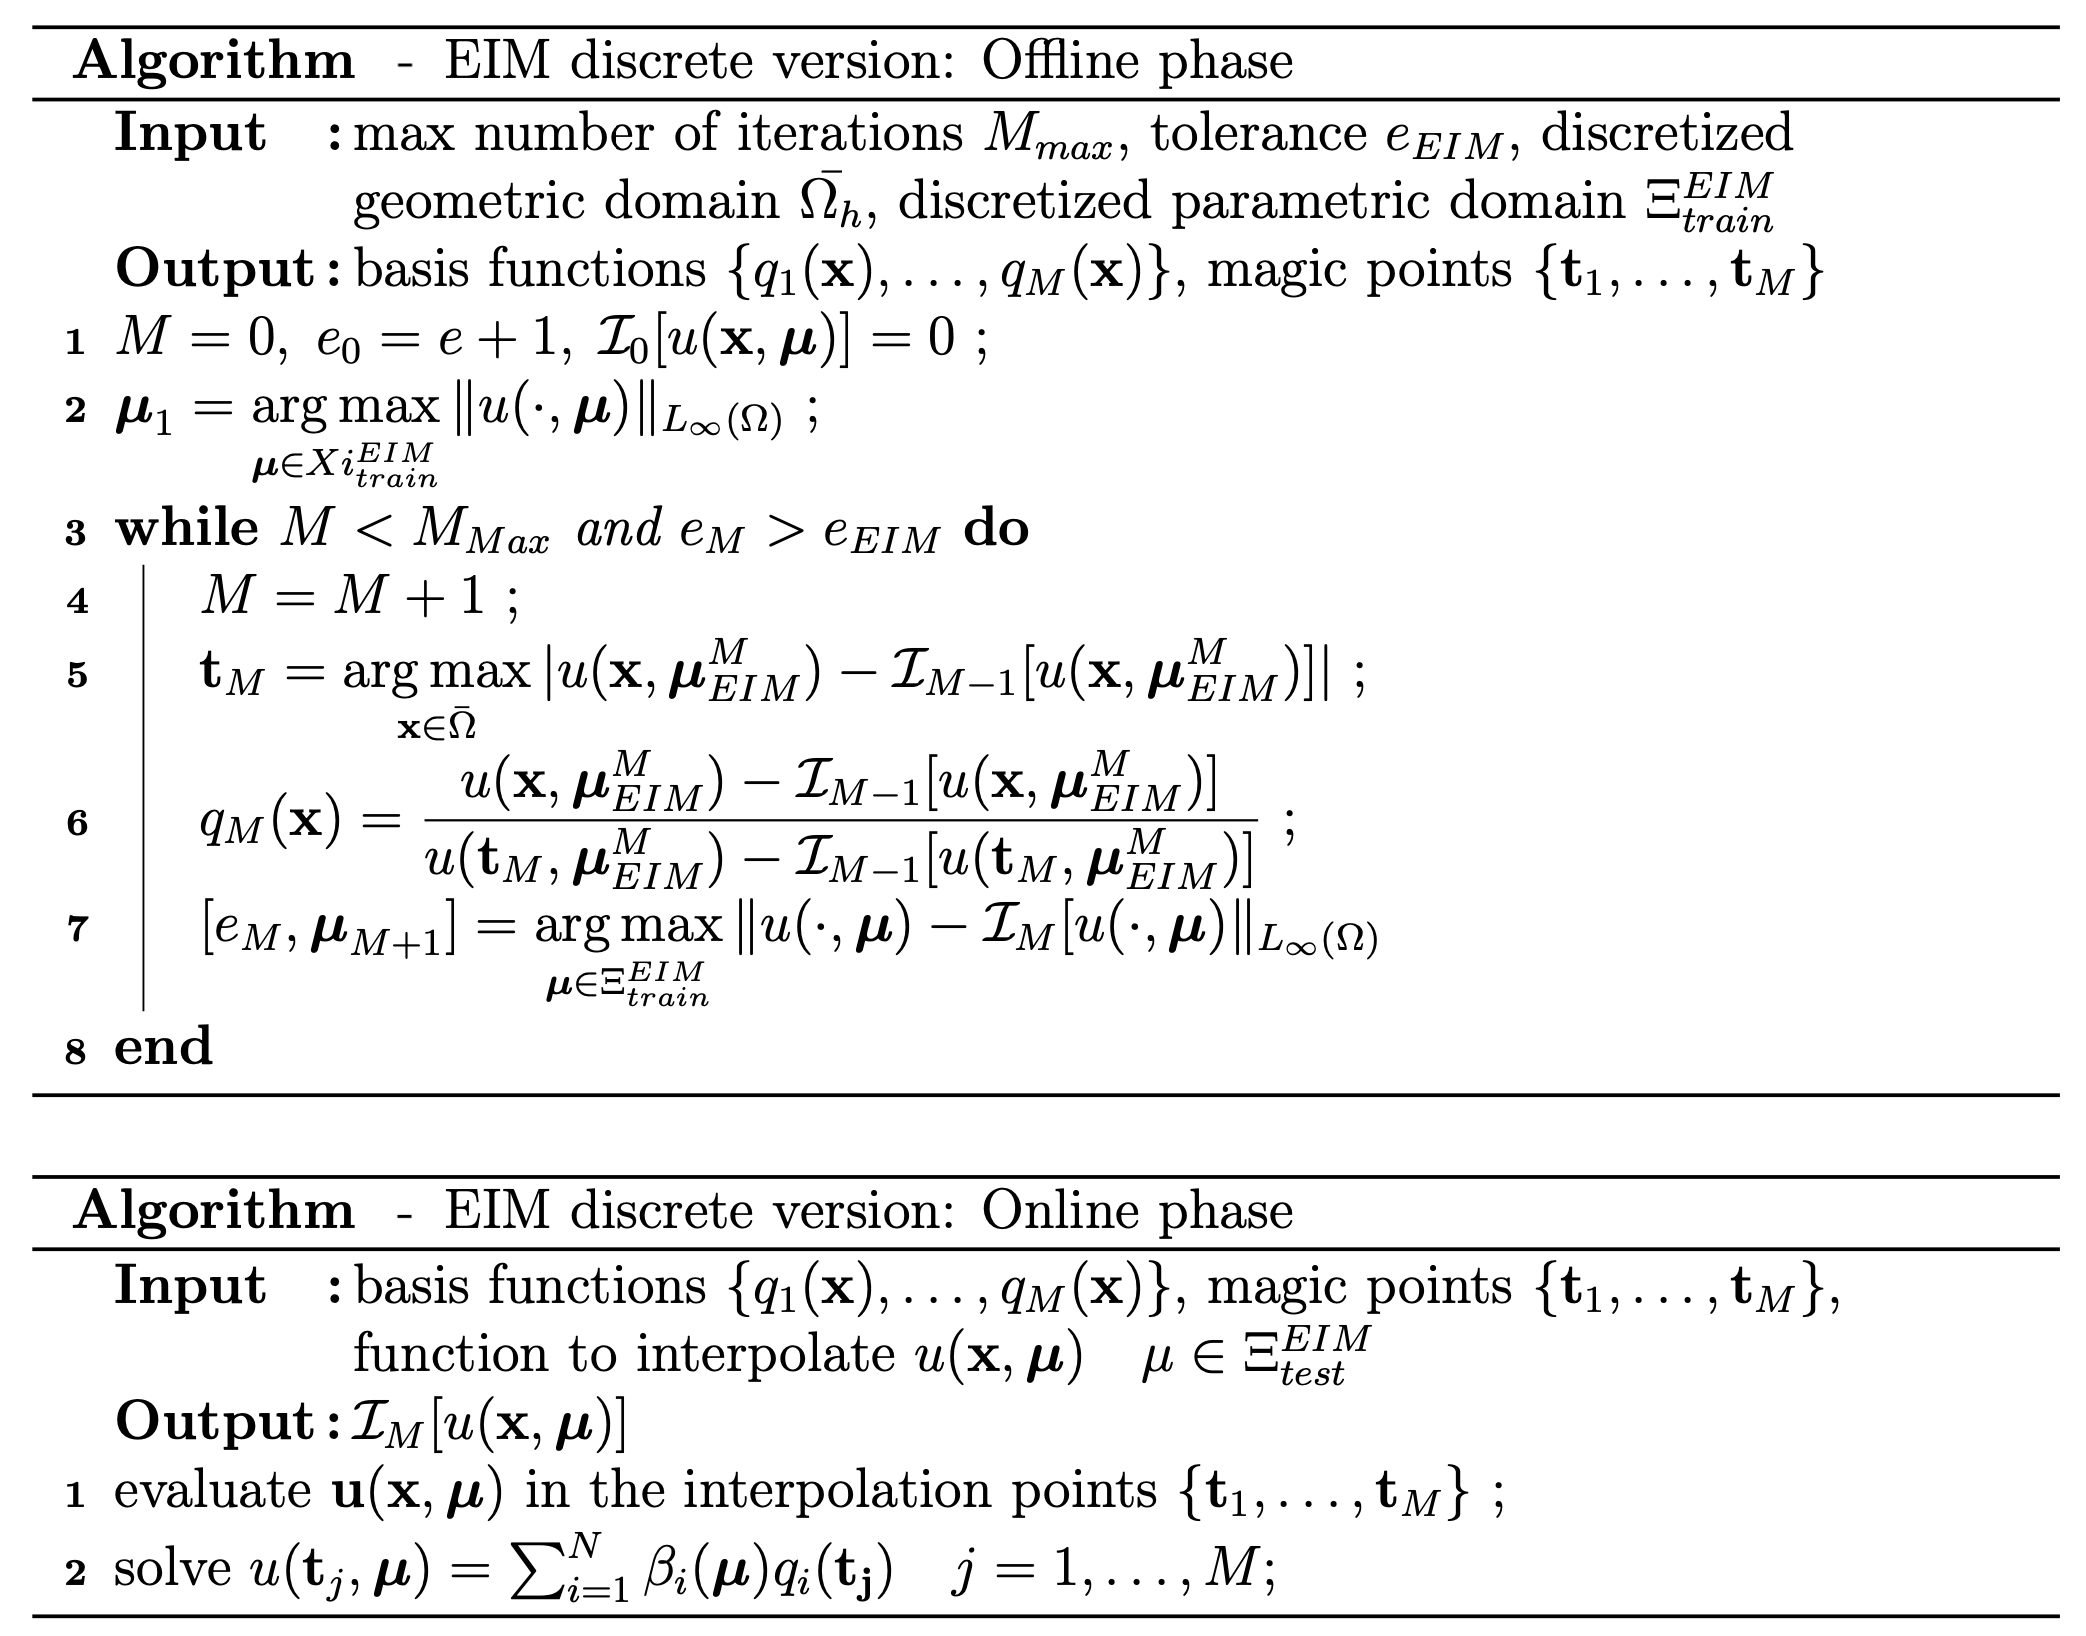 Algorithm - EIM discrete version: Offline phase
Input : max number of iterations $M_{max}$, tolerance $e_{EIM}$, discretized
geometric domain $\bar{\Omega_h}$, discretized parametric domain $\Xi_{train}^{EIM}$
Output : basis functions $\{q_1(\mathbf{x}), \ldots, q_M(\mathbf{x})\}$, magic points $\{\mathbf{t}_1, \ldots, \mathbf{t}_M\}$
1 $M = 0,\ e_0 = e + 1,\ \mathcal{I}_0[u(\mathbf{x}, \boldsymbol{\mu})] = 0$ ;
2 $\boldsymbol{\mu}_1 = \underset{\boldsymbol{\mu} \in Xi_{train}^{EIM}}{\arg\max} \|u(\cdot, \boldsymbol{\mu})\|_{L_\infty(\Omega)}$ ;
3 while $M < M_{Max}$ and $e_M > e_{EIM}$ do
4 $M = M + 1$ ;
5 $\mathbf{t}_M = \underset{\mathbf{x} \in \bar{\Omega}}{\arg\max} |u(\mathbf{x}, \boldsymbol{\mu}_{EIM}^M) - \mathcal{I}_{M-1}[u(\mathbf{x}, \boldsymbol{\mu}_{EIM}^M)]|$ ;
6 $q_M(\mathbf{x}) = \dfrac{u(\mathbf{x}, \boldsymbol{\mu}_{EIM}^M) - \mathcal{I}_{M-1}[u(\mathbf{x}, \boldsymbol{\mu}_{EIM}^M)]}{u(\mathbf{t}_M, \boldsymbol{\mu}_{EIM}^M) - \mathcal{I}_{M-1}[u(\mathbf{t}_M, \boldsymbol{\mu}_{EIM}^M)]}$ ;
7 $[e_M, \boldsymbol{\mu}_{M+1}] = \underset{\boldsymbol{\mu} \in \Xi_{train}^{EIM}}{\arg\max} \|u(\cdot, \boldsymbol{\mu}) - \mathcal{I}_M[u(\cdot, \boldsymbol{\mu})\|_{L_\infty(\Omega)}$
8 end
Algorithm - EIM discrete version: Online phase
Input : basis functions $\{q_1(\mathbf{x}), \ldots, q_M(\mathbf{x})\}$, magic points $\{\mathbf{t}_1, \ldots, \mathbf{t}_M\}$,
function to interpolate $u(\mathbf{x}, \boldsymbol{\mu}) \quad \mu \in \Xi_{test}^{EIM}$
Output : $\mathcal{I}_M[u(\mathbf{x}, \boldsymbol{\mu})]$
1 evaluate $\mathbf{u}(\mathbf{x}, \boldsymbol{\mu})$ in the interpolation points $\{\mathbf{t}_1, \ldots, \mathbf{t}_M\}$ ;
2 solve $u(\mathbf{t}_j, \boldsymbol{\mu}) = \sum_{i=1}^{N} \beta_i(\boldsymbol{\mu}) q_i(\mathbf{t_j}) \quad j = 1, \ldots, M$;